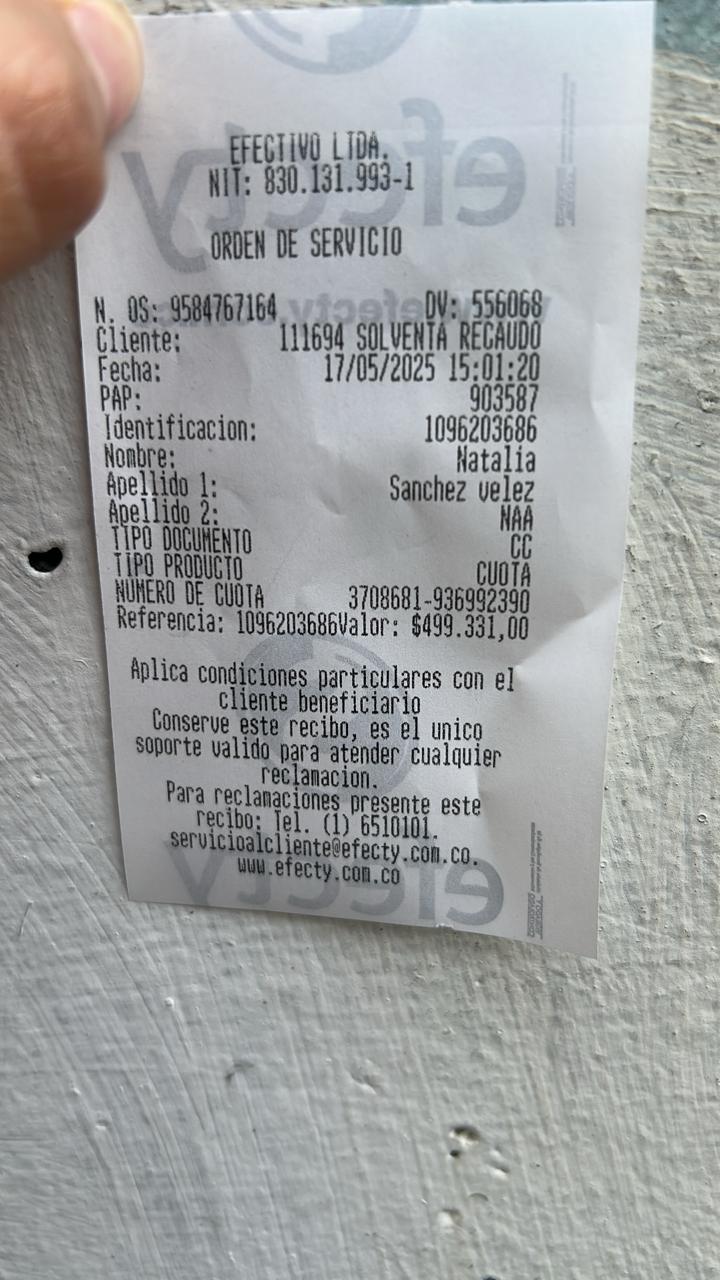 EFECTIVO LTDA.
NIT: 830.131.993-1
ORDEN DE SERVICIO
N. OS: 9584767164 DV: 556068
Cliente: 111694 SOLVENTA RECAUDO
Fecha: 17/05/2025 15:01:20
PAP: 903587
Identificacion: 1096203686
Nombre: Natalia
Apellido 1: Sanchez velez
Apellido 2: NAA
TIPO DOCUMENTO CC
TIPO PRODUCTO CUOTA
NUMERO DE CUOTA 3708681-936992390
Referencia: 1096203686Valor: $499.331,00
Aplica condiciones particulares con el
cliente beneficiario
Conserve este recibo, es el unico
soporte valido para atender cualquier
reclamacion.
Para reclamaciones presente este
recibo: Tel. (1) 6510101.
servicioalcliente@efecty.com.co.
www.efecty.com.co